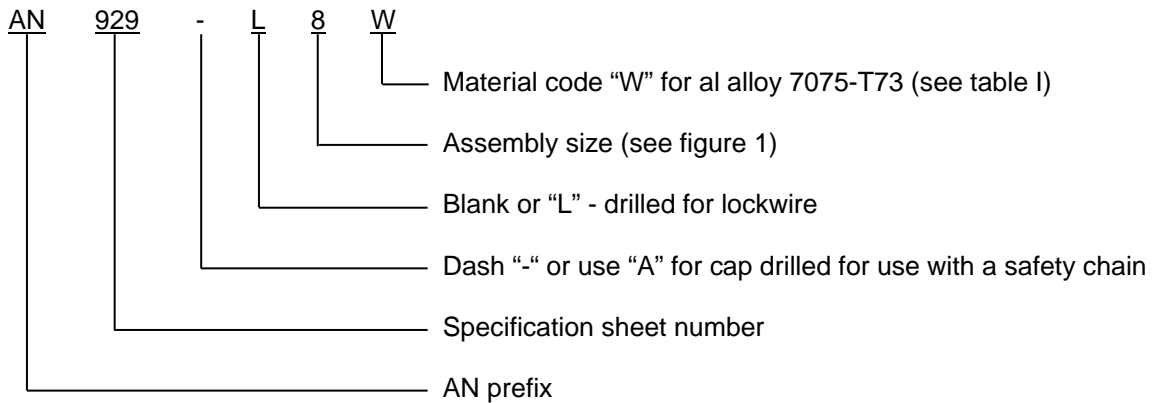 AN 929 - L 8 W
Material code “W” for al alloy 7075-T73 (see table I)
Assembly size (see figure 1)
Blank or “L” - drilled for lockwire
Dash “-“ or use “A” for cap drilled for use with a safety chain
Specification sheet number
AN prefix